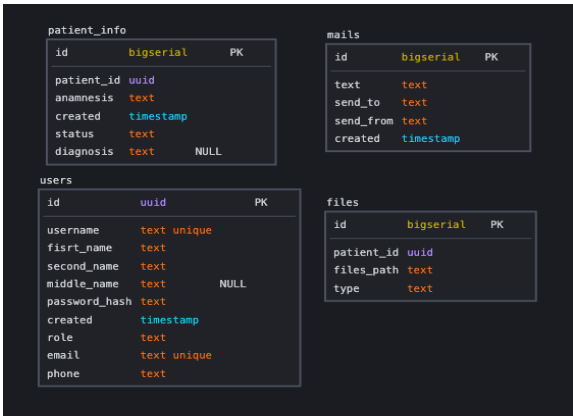 patient_info
id bigserial PK
patient_id uuid
anamnesis text
created timestamp
status text
diagnosis text NULL
mails
id bigserial PK
text text
send_to text
send_from text
created timestamp
users
id uuid PK
username text unique
fisrt_name text
second_name text
middle_name text NULL
password_hash text
created timestamp
role text
email text unique
phone text
files
id bigserial PK
patient_id uuid
files_path text
type text